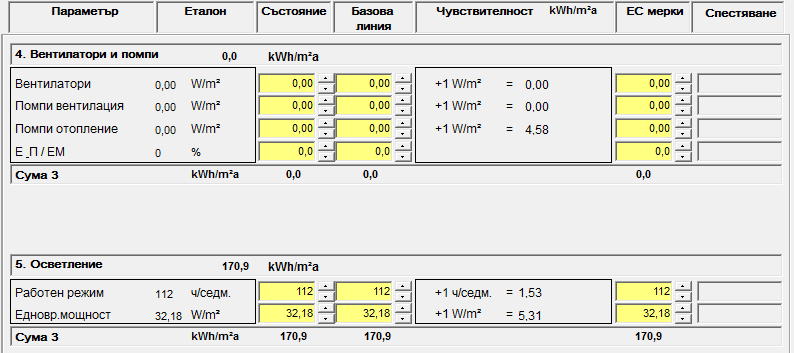 Параметър Еталон Състояние Базова линия Чувствителност kWh/m²a ЕС мерки Спестяване
4. Вентилатори и помпи 0,0 kWh/m²a
Вентилатори 0,00 W/m² 0,00 0,00 +1 W/m² = 0,00 0,00
Помпи вентилация 0,00 W/m² 0,00 0,00 +1 W/m² = 0,00 0,00
Помпи отопление 0,00 W/m² 0,00 0,00 +1 W/m² = 4,58 0,00
Е_П / ЕМ 0 % 0,0 0,0 0,0
Сума 3 kWh/m²a 0,0 0,0 0,0
5. Осветление 170,9 kWh/m²a
Работен режим 112 ч/седм. 112 112 +1 ч/седм. = 1,53 112
Едновр.мощност 32,18 W/m² 32,18 32,18 +1 W/m² = 5,31 32,18
Сума 3 kWh/m²a 170,9 170,9 170,9